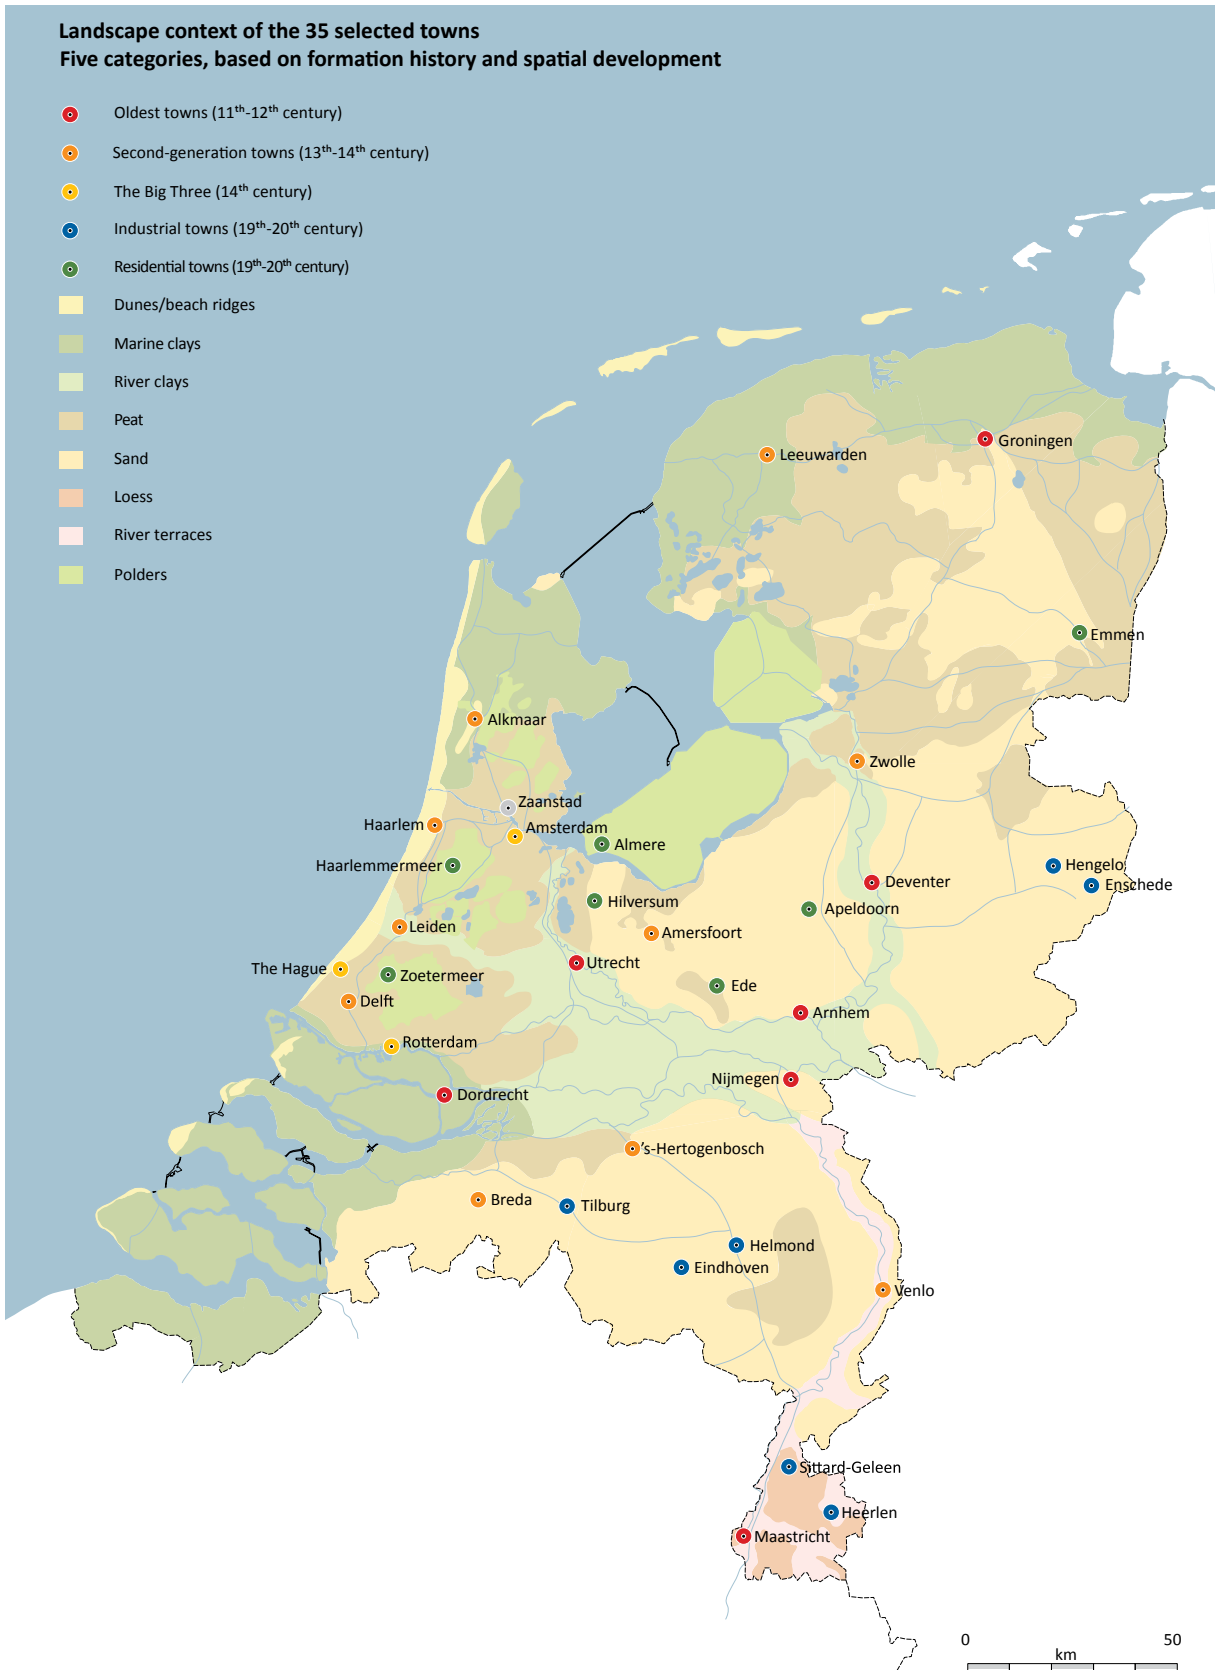 Landscape context of the 35 selected towns
Five categories, based on formation history and spatial development
Oldest towns (11th-12th century)
Second-generation towns (13th-14th century)
The Big Three (14th century)
Industrial towns (19th-20th century)
Residential towns (19th-20th century)
Dunes/beach ridges
Marine clays
River clays
Peat
Sand
Loess
River terraces
Polders
Groningen
Leeuwarden
Emmen
Alkmaar
Zwolle
Zaanstad
Haarlem
Amsterdam
Almere
Haarlemmermeer
Hengelo
Deventer
Enschede
Hilversum
Apeldoorn
Leiden
Amersfoort
Utrecht
The Hague
Zoetermeer
Ede
Delft
Arnhem
Rotterdam
Nijmegen
Dordrecht
's-Hertogenbosch
Breda
Tilburg
Helmond
Eindhoven
Venlo
Sittard-Geleen
Heerlen
Maastricht
0 50
km